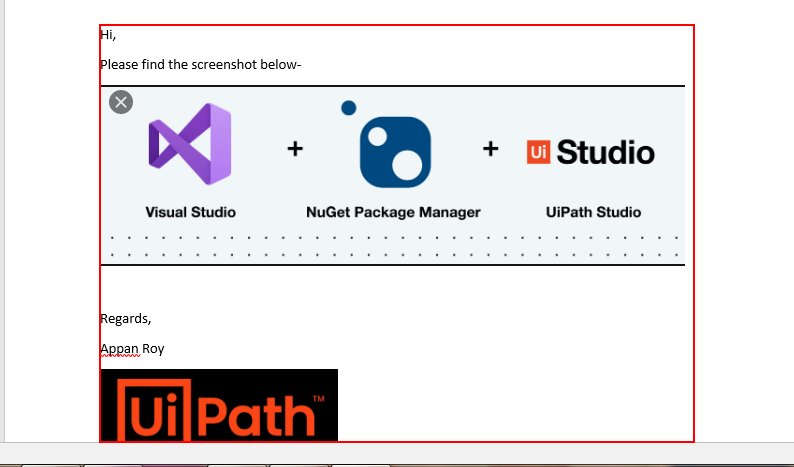 Hi,
Please find the screenshot below-
+ + Ui Studio
Visual Studio NuGet Package Manager UiPath Studio
Regards,
Appan Roy
UiPath™